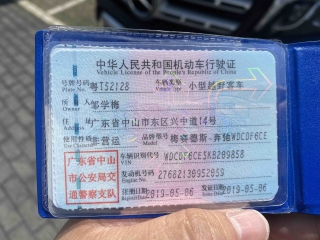 中华人民共和国机动车行驶证
Vehicle License of the People's Republic of China
号牌号码 粤T52128 车辆类型 小型越野客车
Plate No. Vehicle Type
所有人 邹学梅
Owner
住址 广东省中山市东区兴中道14号
Address
使用性质 非营运 品牌型号 梅赛德斯-奔驰WDCDF6CE
Use Character Model
广东省中山市公安局交通警察支队
车辆识别代号
VIN
发动机号码 27682130952059
Engine No.
注册日期 2019-05-06 发证日期 2019-05-06
Register Date Issue Date